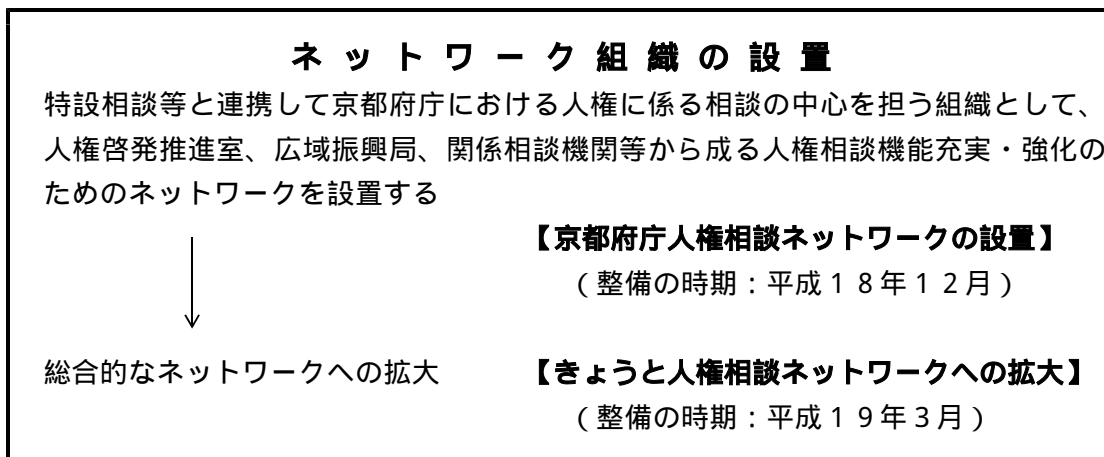 ネットワーク組織の設置
特設相談等と連携して京都府庁における人権に係る相談の中心を担う組織として、
人権啓発推進室、広域振興局、関係相談機関等から成る人権相談機能充実・強化の
ためのネットワークを設置する
【京都府庁人権相談ネットワークの設置】
（整備の時期：平成１８年１２月）
総合的なネットワークへの拡大 【きょうと人権相談ネットワークへの拡大】
（整備の時期：平成１９年３月）